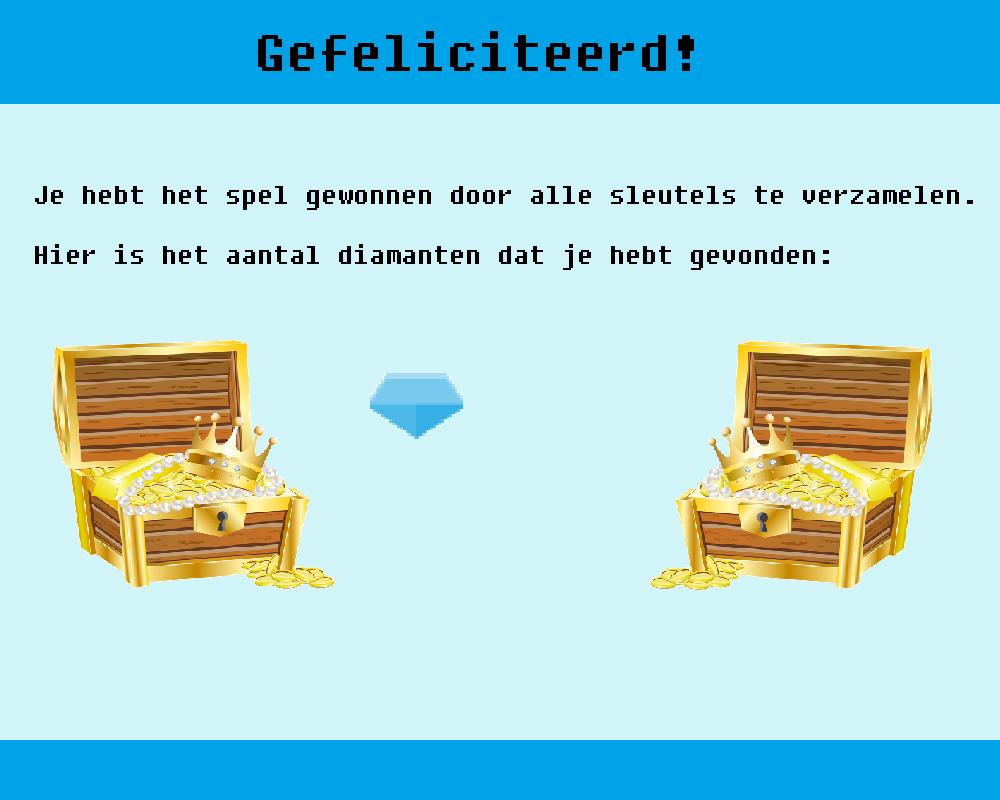 Gefeliciteerd!
Je hebt het spel gewonnen door alle sleutels te verzamelen.
Hier is het aantal diamanten dat je hebt gevonden: